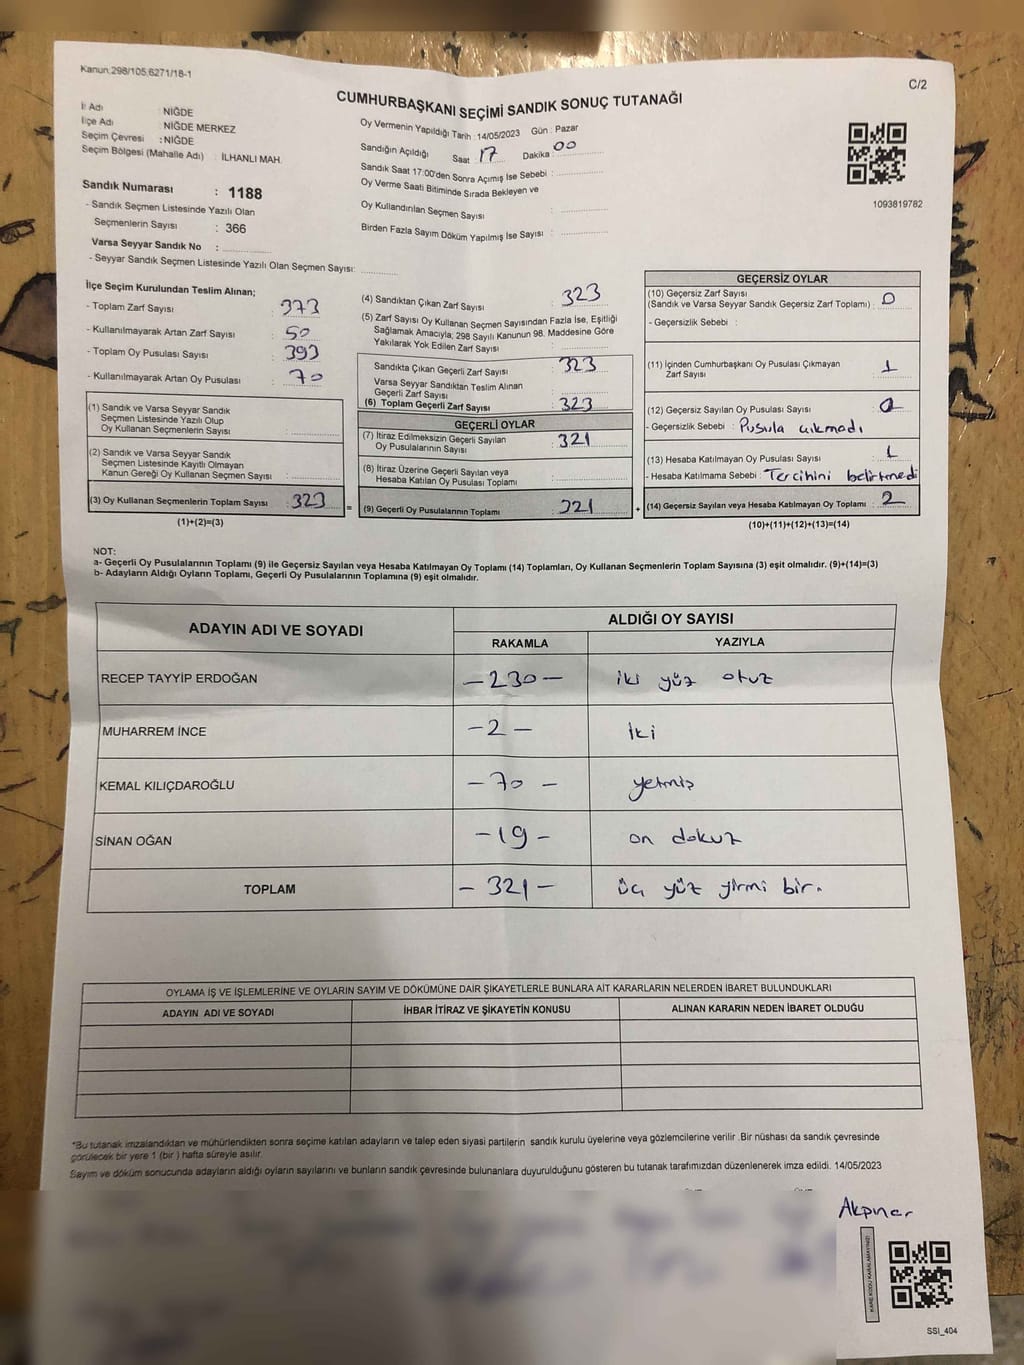 Kanun.298/105;6271/18-1
C/2
CUMHURBAŞKANI SEÇİMİ SANDIK SONUÇ TUTANAĞI
İl Adı : NİĞDE
İlçe Adı : NİĞDE MERKEZ
Seçim Çevresi : NİĞDE
Seçim Bölgesi (Mahalle Adı) : İLHANLI MAH.
Sandık Numarası : 1188
- Sandık Seçmen Listesinde Yazılı Olan
Seçmenlerin Sayısı : 366
Varsa Seyyar Sandık No :
- Seyyar Sandık Seçmen Listesinde Yazılı Olan Seçmen Sayısı:
Oy Vermenin Yapıldığı Tarih : 14/05/2023 Gün : Pazar
Sandığın Açıldığı Saat : 17 Dakika : 00
Sandık Saat 17:00'den Sonra Açılmış İse Sebebi :
Oy Verme Saati Bitiminde Sırada Bekleyen ve
Oy Kullandırılan Seçmen Sayısı :
Birden Fazla Sayım Döküm Yapılmış İse Sayısı :
1093819782
İlçe Seçim Kurulundan Teslim Alınan;
- Toplam Zarf Sayısı : 373
- Kullanılmayarak Artan Zarf Sayısı : 50
- Toplam Oy Pusulası Sayısı : 393
- Kullanılmayarak Artan Oy Pusulası : 70
(1) Sandık ve Varsa Seyyar Sandık
Seçmen Listesinde Yazılı Olup
Oy Kullanan Seçmenlerin Sayısı :
(2) Sandık ve Varsa Seyyar Sandık
Seçmen Listesinde Kayıtlı Olmayan
Kanun Gereği Oy Kullanan Seçmen Sayısı :
(3) Oy Kullanan Seçmenlerin Toplam Sayısı : 323
(1)+(2)=(3)
(4) Sandıktan Çıkan Zarf Sayısı : 323
(5) Zarf Sayısı Oy Kullanan Seçmen Sayısından Fazla İse, Eşitliği
Sağlamak Amacıyla; 298 Sayılı Kanunun 98. Maddesine Göre
Yakılarak Yok Edilen Zarf Sayısı :
Sandıkta Çıkan Geçerli Zarf Sayısı : 323
Varsa Seyyar Sandıktan Teslim Alınan
Geçerli Zarf Sayısı :
(6) Toplam Geçerli Zarf Sayısı : 323
GEÇERLİ OYLAR
(7) İtiraz Edilmeksizin Geçerli Sayılan
Oy Pusulasının Sayısı : 321
(8) İtiraz Üzerine Geçerli Sayılan veya
Hesaba Katılan Oy Pusulası Toplamı :
= (9) Geçerli Oy Pusulalarının Toplamı : 321 +
GEÇERSİZ OYLAR
(10) Geçersiz Zarf Sayısı
(Sandık ve Varsa Seyyar Sandık Geçersiz Zarf Toplamı) : 0
- Geçersizlik Sebebi :
(11) İçinden Cumhurbaşkanı Oy Pusulası Çıkmayan
Zarf Sayısı : 1
(12) Geçersiz Sayılan Oy Pusulası Sayısı :
- Geçersizlik Sebebi : Pusula çıkmadı
(13) Hesaba Katılmayan Oy Pusulası Sayısı : 1
- Hesaba Katılmama Sebebi : Tercihini belirtmedi
(14) Geçersiz Sayılan veya Hesaba Katılmayan Oy Toplamı : 2
(10)+(11)+(12)+(13)=(14)
NOT:
a- Geçerli Oy Pusulalarının Toplamı (9) ile Geçersiz Sayılan veya Hesaba Katılmayan Oy Toplamı (14) Toplamları, Oy Kullanan Seçmenlerin Toplam Sayısına (3) eşit olmalıdır. (9)+(14)=(3)
b- Adayların Aldığı Oyların Toplamı, Geçerli Oy Pusulalarının Toplamına (9) eşit olmalıdır.
ADAYIN ADI VE SOYADI ALDIĞI OY SAYISI
RAKAMLA YAZIYLA
RECEP TAYYİP ERDOĞAN -230- iki yüz otuz
MUHARREM İNCE -2- iki
KEMAL KILIÇDAROĞLU -70- yetmiş
SİNAN OĞAN -19- on dokuz
TOPLAM -321- üç yüz yirmi bir.
OYLAMA İŞ VE İŞLEMLERİNE VE OYLARIN SAYIM VE DÖKÜMÜNE DAİR ŞİKAYETLERLE BUNLARA AİT KARARLARIN NELERDEN İBARET BULUNDUKLARI
ADAYIN ADI VE SOYADI İHBAR İTİRAZ VE ŞİKAYETİN KONUSU ALINAN KARARIN NEDEN İBARET OLDUĞU
*Bu tutanak imzalandıktan ve mühürlendikten sonra seçime katılan adayların ve talep eden siyasi partilerin sandık kurulu üyelerine veya gözlemcilerine verilir .Bir nüshası da sandık çevresinde
görülecek bir yere 1 (bir ) hafta süreyle asılır.
Sayım ve döküm sonucunda adayların aldığı oyların sayılarını ve bunların sandık çevresinde bulunanlara duyurulduğunu gösteren bu tutanak tarafımızdan düzenlenerek imza edildi. 14/05/2023
Akpınar
KARE KODU KARALAMAYINIZ!
SSI_404